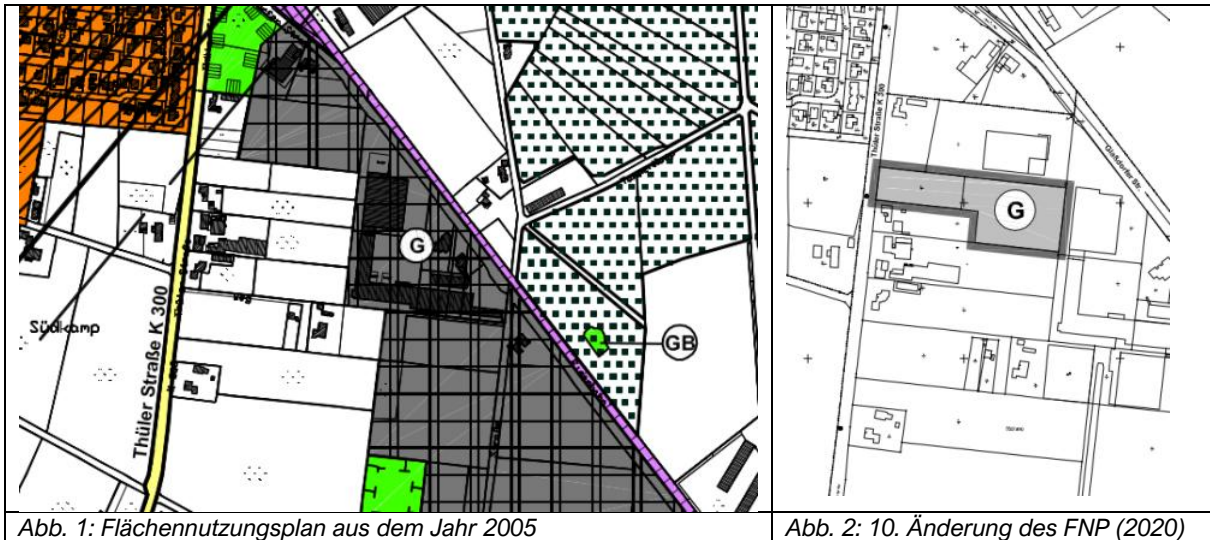 Südkamp
Thüler Straße K 300
G
GB
Thüler Straße K 300
Glaßdorfer Str.
G
Abb. 1: Flächennutzungsplan aus dem Jahr 2005
Abb. 2: 10. Änderung des FNP (2020)